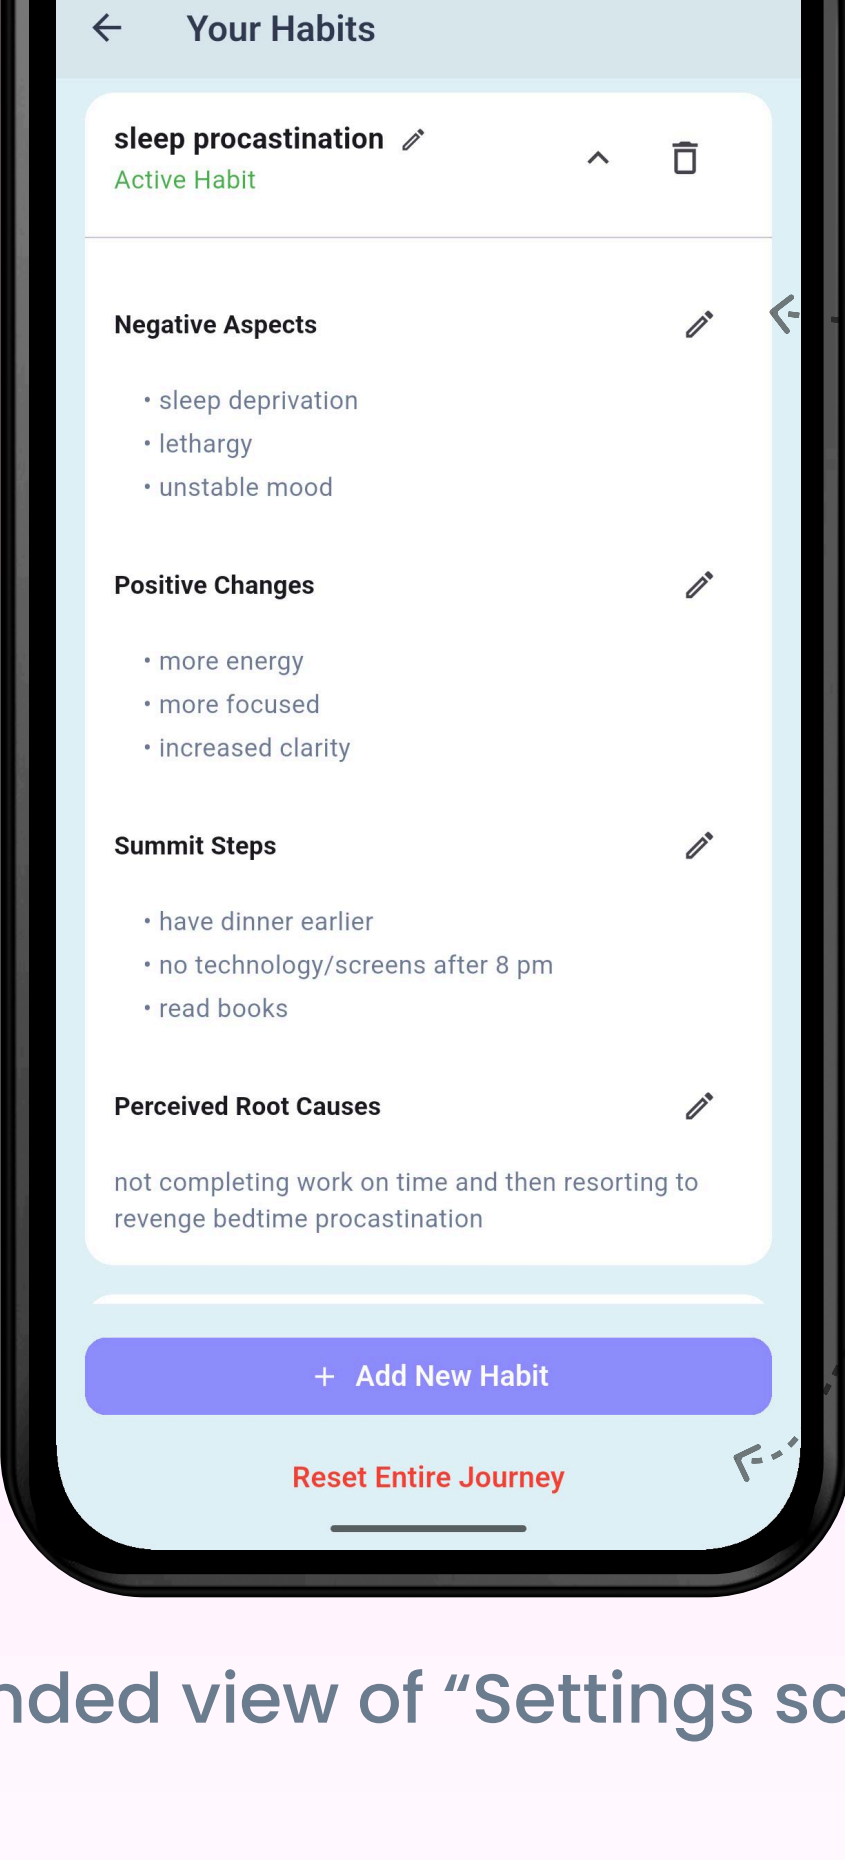 Your Habits
sleep procastination
Active Habit
Negative Aspects
• sleep deprivation
• lethargy
• unstable mood
Positive Changes
• more energy
• more focused
• increased clarity
Summit Steps
• have dinner earlier
• no technology/screens after 8 pm
• read books
Perceived Root Causes
not completing work on time and then resorting to
revenge bedtime procastination
+ Add New Habit
Reset Entire Journey
nded view of “Settings sc